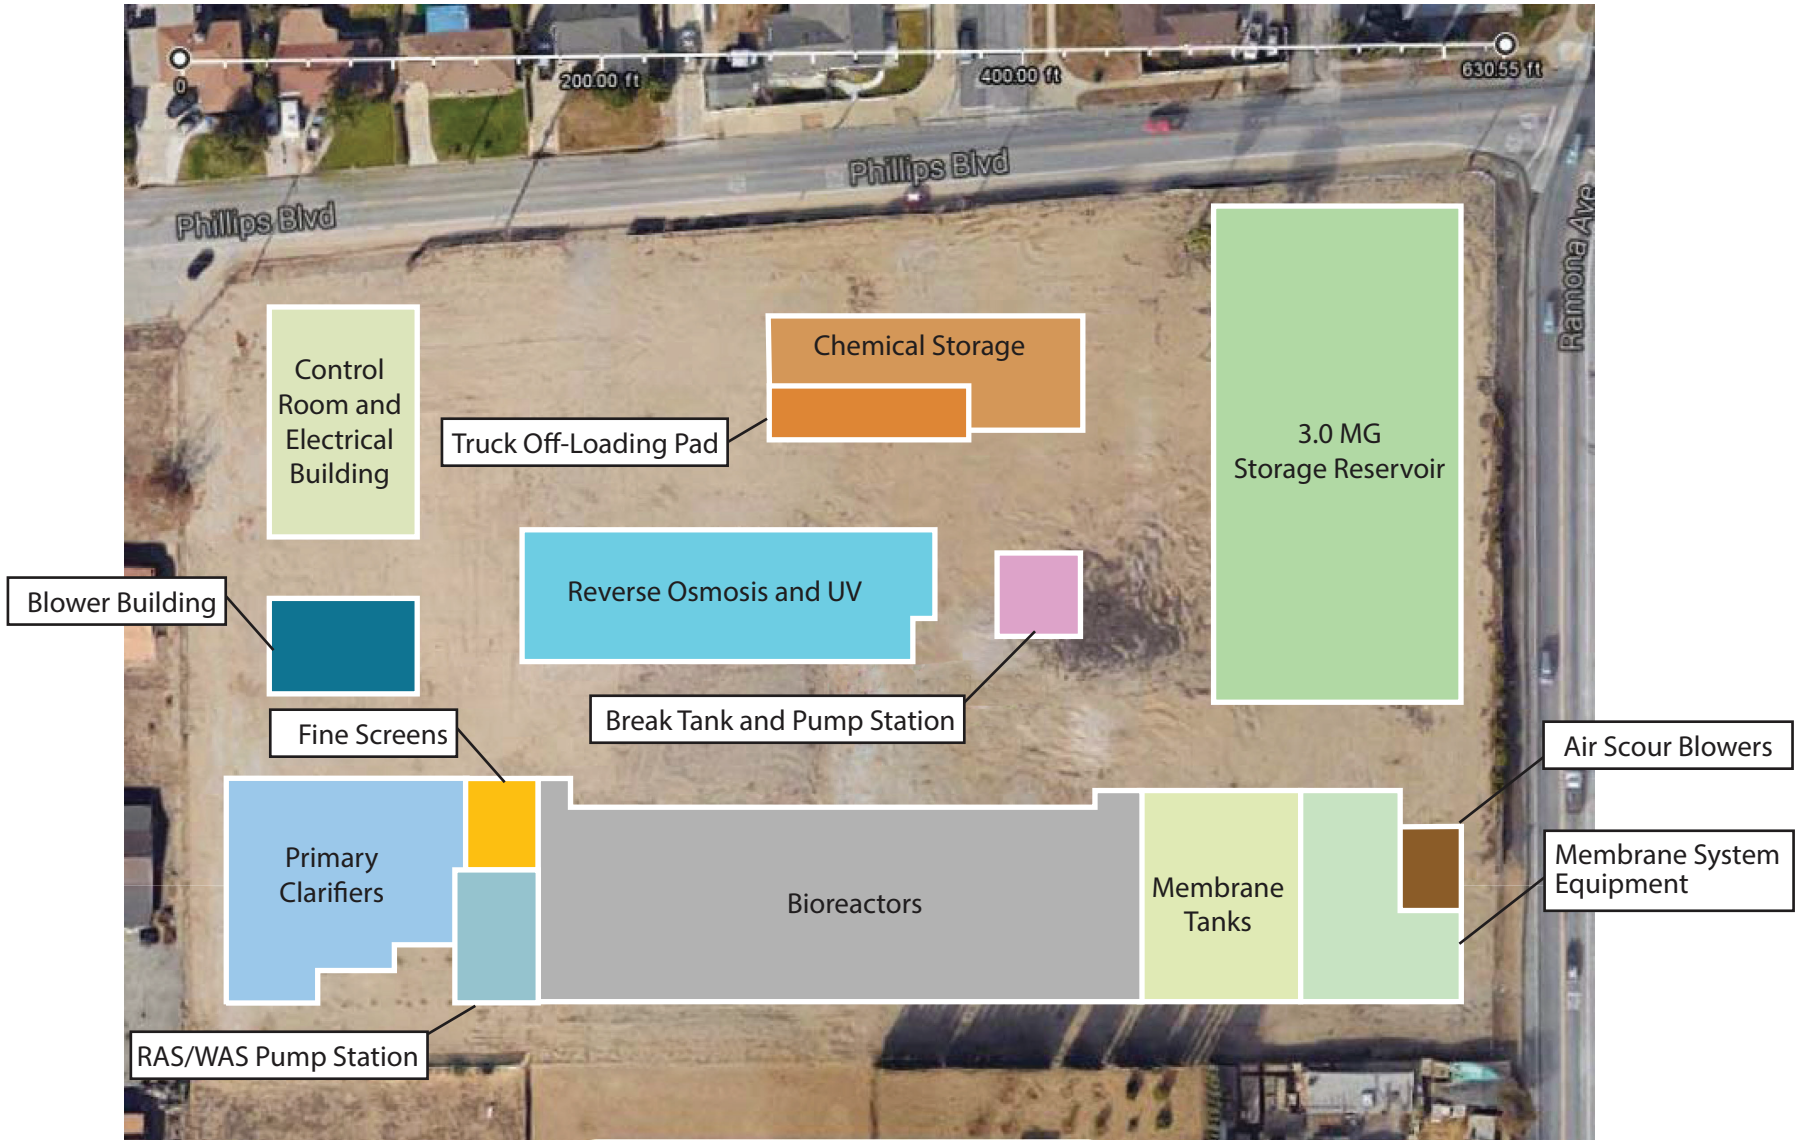 0
200.00 ft
400.00 ft
630.55 ft
Phillips Blvd
Phillips Blvd
Ramona Ave
Control
Room and
Electrical
Building
Chemical Storage
Truck Off-Loading Pad
3.0 MG
Storage Reservoir
Blower Building
Reverse Osmosis and UV
Break Tank and Pump Station
Fine Screens
Air Scour Blowers
Primary
Clarifiers
Bioreactors
Membrane
Tanks
Membrane System
Equipment
RAS/WAS Pump Station